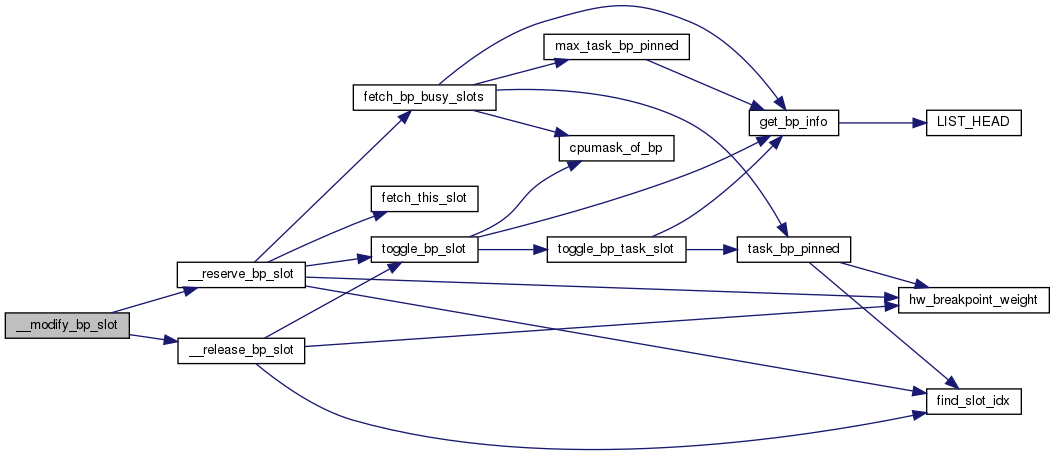 max_task_bp_pinned
fetch_bp_busy_slots
get_bp_info
LIST_HEAD
cpumask_of_bp
fetch_this_slot
toggle_bp_slot
toggle_bp_task_slot
task_bp_pinned
__reserve_bp_slot
hw_breakpoint_weight
__modify_bp_slot
__release_bp_slot
find_slot_idx